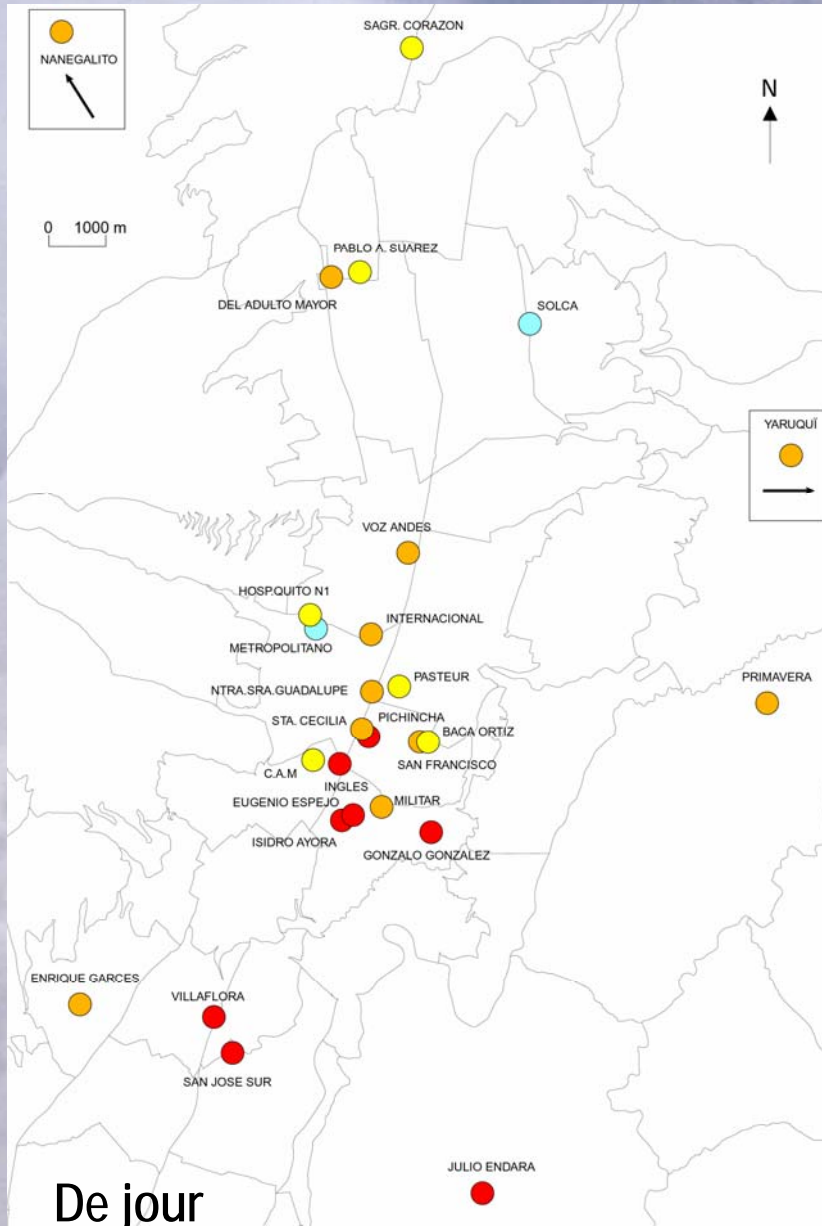 SAGR. CORAZON
NANEGALITO
N
0 1000 m
PABLO A. SUAREZ
DEL ADULTO MAYOR
SOLCA
YARUQUÏ
VOZ ANDES
HOSP.QUITO N1
INTERNACIONAL
METROPOLITANO
PASTEUR
PRIMAVERA
NTRA.SRA.GUADALUPE
PICHINCHA
STA. CECILIA
BACA ORTIZ
SAN FRANCISCO
C.A.M
INGLES
EUGENIO ESPEJO
MILITAR
ISIDRO AYORA
GONZALO GONZALEZ
ENRIQUE GARCES
VILLAFLORA
SAN JOSE SUR
JULIO ENDARA
De jour